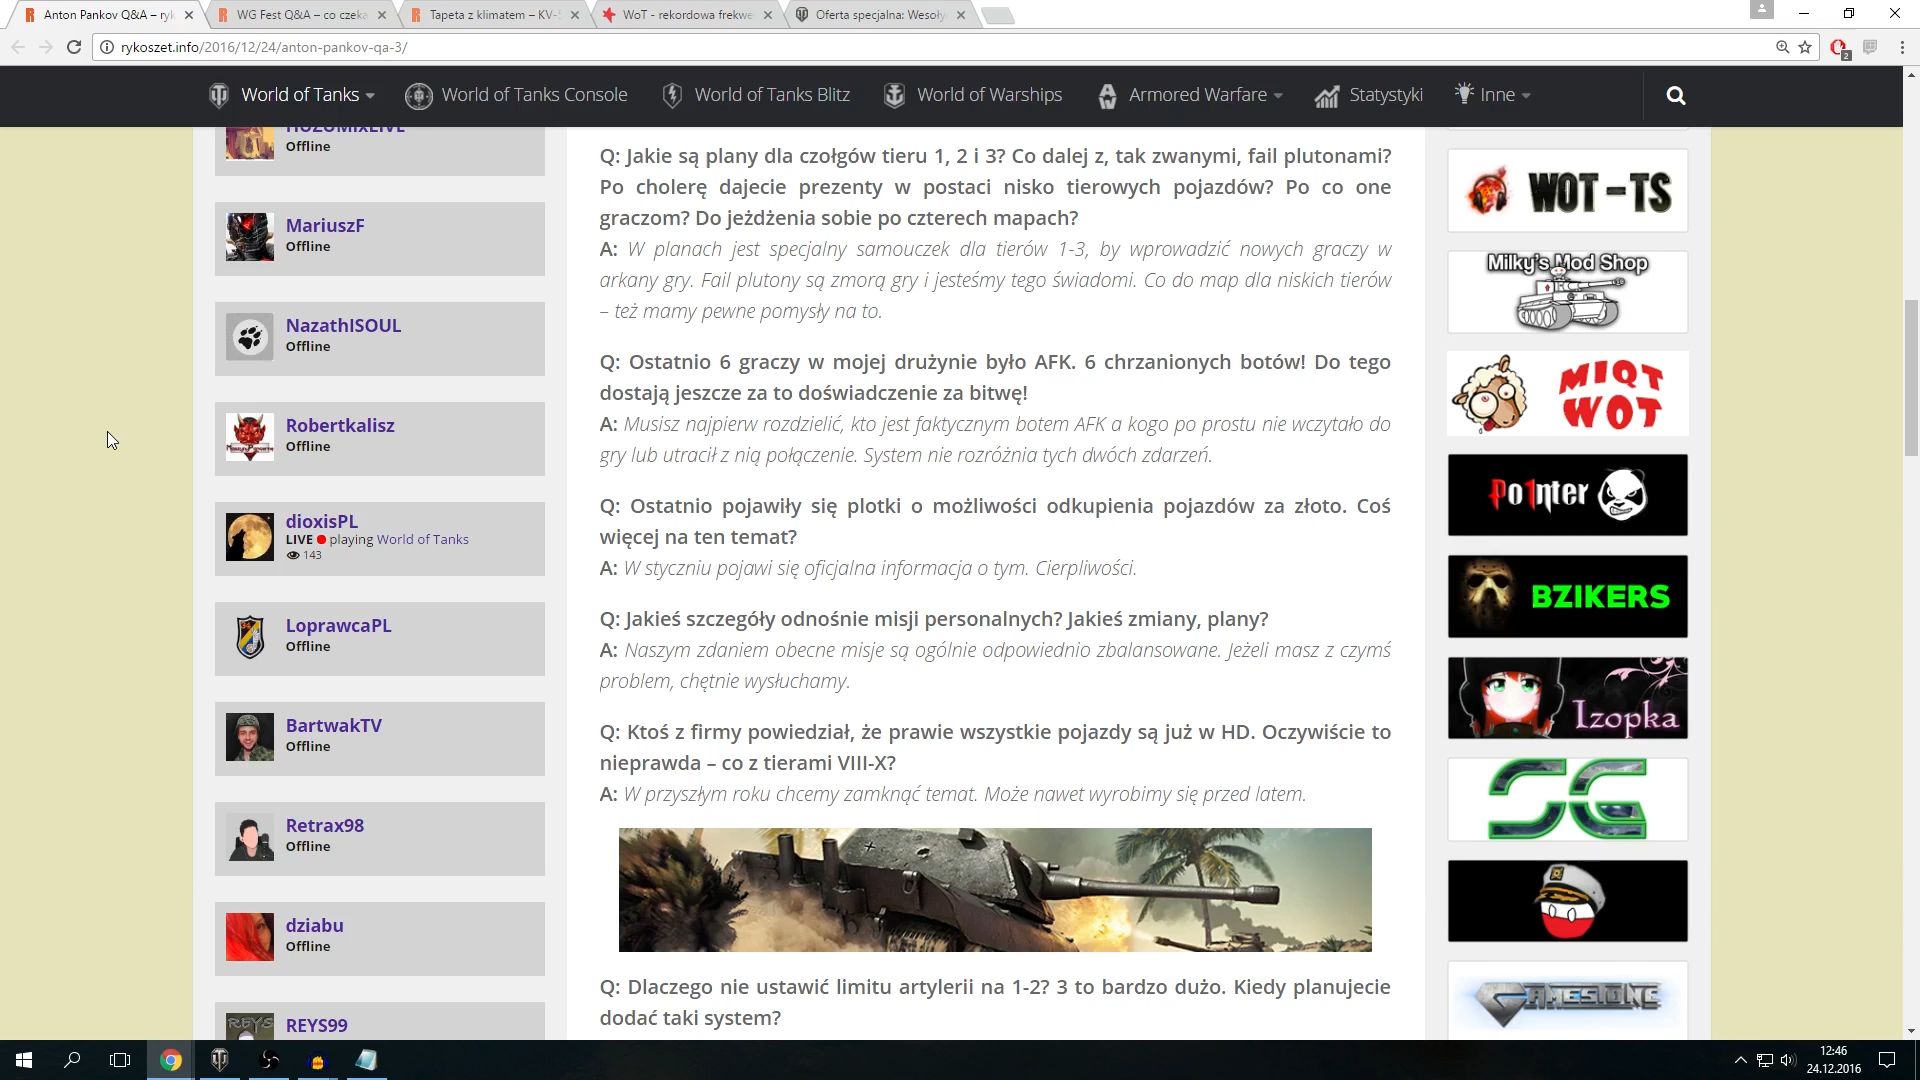 Anton Pankov Q&A – ryk
WG Fest Q&A – co czeka
Tapeta z klimatem – KV-5
WoT - rekordowa frekwe
Oferta specjalna: Wesoły
rykoszet.info/2016/12/24/anton-pankov-qa-3/
2
World of Tanks
World of Tanks Console
World of Tanks Blitz
World of Warships
Armored Warfare
Statystyki
Inne
Offline
MariuszF
Offline
NazathISOUL
Offline
Robertkalisz
Offline
dioxisPL
LIVE playing World of Tanks
143
LoprawcaPL
Offline
BartwakTV
Offline
Retrax98
Offline
dziabu
Offline
REYS
REYS99
Q: Jakie są plany dla czołgów tieru 1, 2 i 3? Co dalej z, tak zwanymi, fail plutonami?
Po cholerę dajecie prezenty w postaci nisko tierowych pojazdów? Po co one
graczom? Do jeżdżenia sobie po czterech mapach?
A: W planach jest specjalny samouczek dla tierów 1-3, by wprowadzić nowych graczy w
arkany gry. Fail plutony są zmorą gry i jesteśmy tego świadomi. Co do map dla niskich tierów
– też mamy pewne pomysły na to.
Q: Ostatnio 6 graczy w mojej drużynie było AFK. 6 chrzanionych botów! Do tego
dostają jeszcze za to doświadczenie za bitwę!
A: Musisz najpierw rozdzielić, kto jest faktycznym botem AFK a kogo po prostu nie wczytało do
gry lub utracił z nią połączenie. System nie rozróżnia tych dwóch zdarzeń.
Q: Ostatnio pojawiły się plotki o możliwości odkupienia pojazdów za złoto. Coś
więcej na ten temat?
A: W styczniu pojawi się oficjalna informacja o tym. Cierpliwości.
Q: Jakieś szczegóły odnośnie misji personalnych? Jakieś zmiany, plany?
A: Naszym zdaniem obecne misje są ogólnie odpowiednio zbalansowane. Jeżeli masz z czymś
problem, chętnie wysłuchamy.
Q: Ktoś z firmy powiedział, że prawie wszystkie pojazdy są już w HD. Oczywiście to
nieprawda – co z tierami VIII-X?
A: W przyszłym roku chcemy zamknąć temat. Może nawet wyrobimy się przed latem.
Q: Dlaczego nie ustawić limitu artylerii na 1-2? 3 to bardzo dużo. Kiedy planujecie
dodać taki system?
WOT-TS
Milky's Mod Shop
MIQT
WOT
Po1nter
BZIKERS
Izopka
SG
GAMESTONE
12:46
24.12.2016